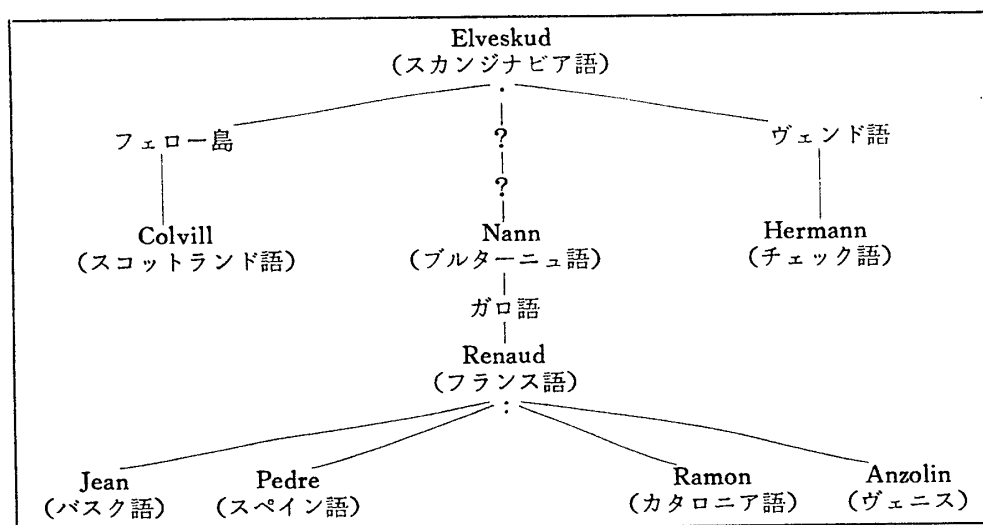 Elveskud
(スカンジナビア語)
フェロー島
?
ヴェンド語
?
Colvill
(スコットランド語)
Nann
(ブルターニュ語)
Hermann
(チェック語)
ガロ語
Renaud
(フランス語)
:
Jean
(バスク語)
Pedre
(スペイン語)
Ramon
(カタロニア語)
Anzolin
(ヴェニス)